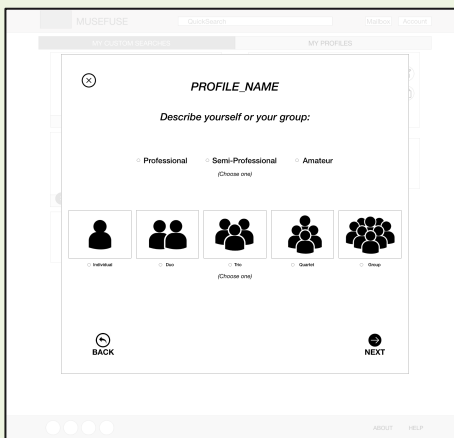 MUSEFUSE QuickSearch Mailbox Account
MY CUSTOM SEARCHES MY PROFILES
PROFILE_NAME
Describe yourself or your group:
Professional Semi-Professional Amateur
(Choose one)
Individual Duo Trio Quartet Group
(Choose one)
BACK NEXT
ABOUT HELP